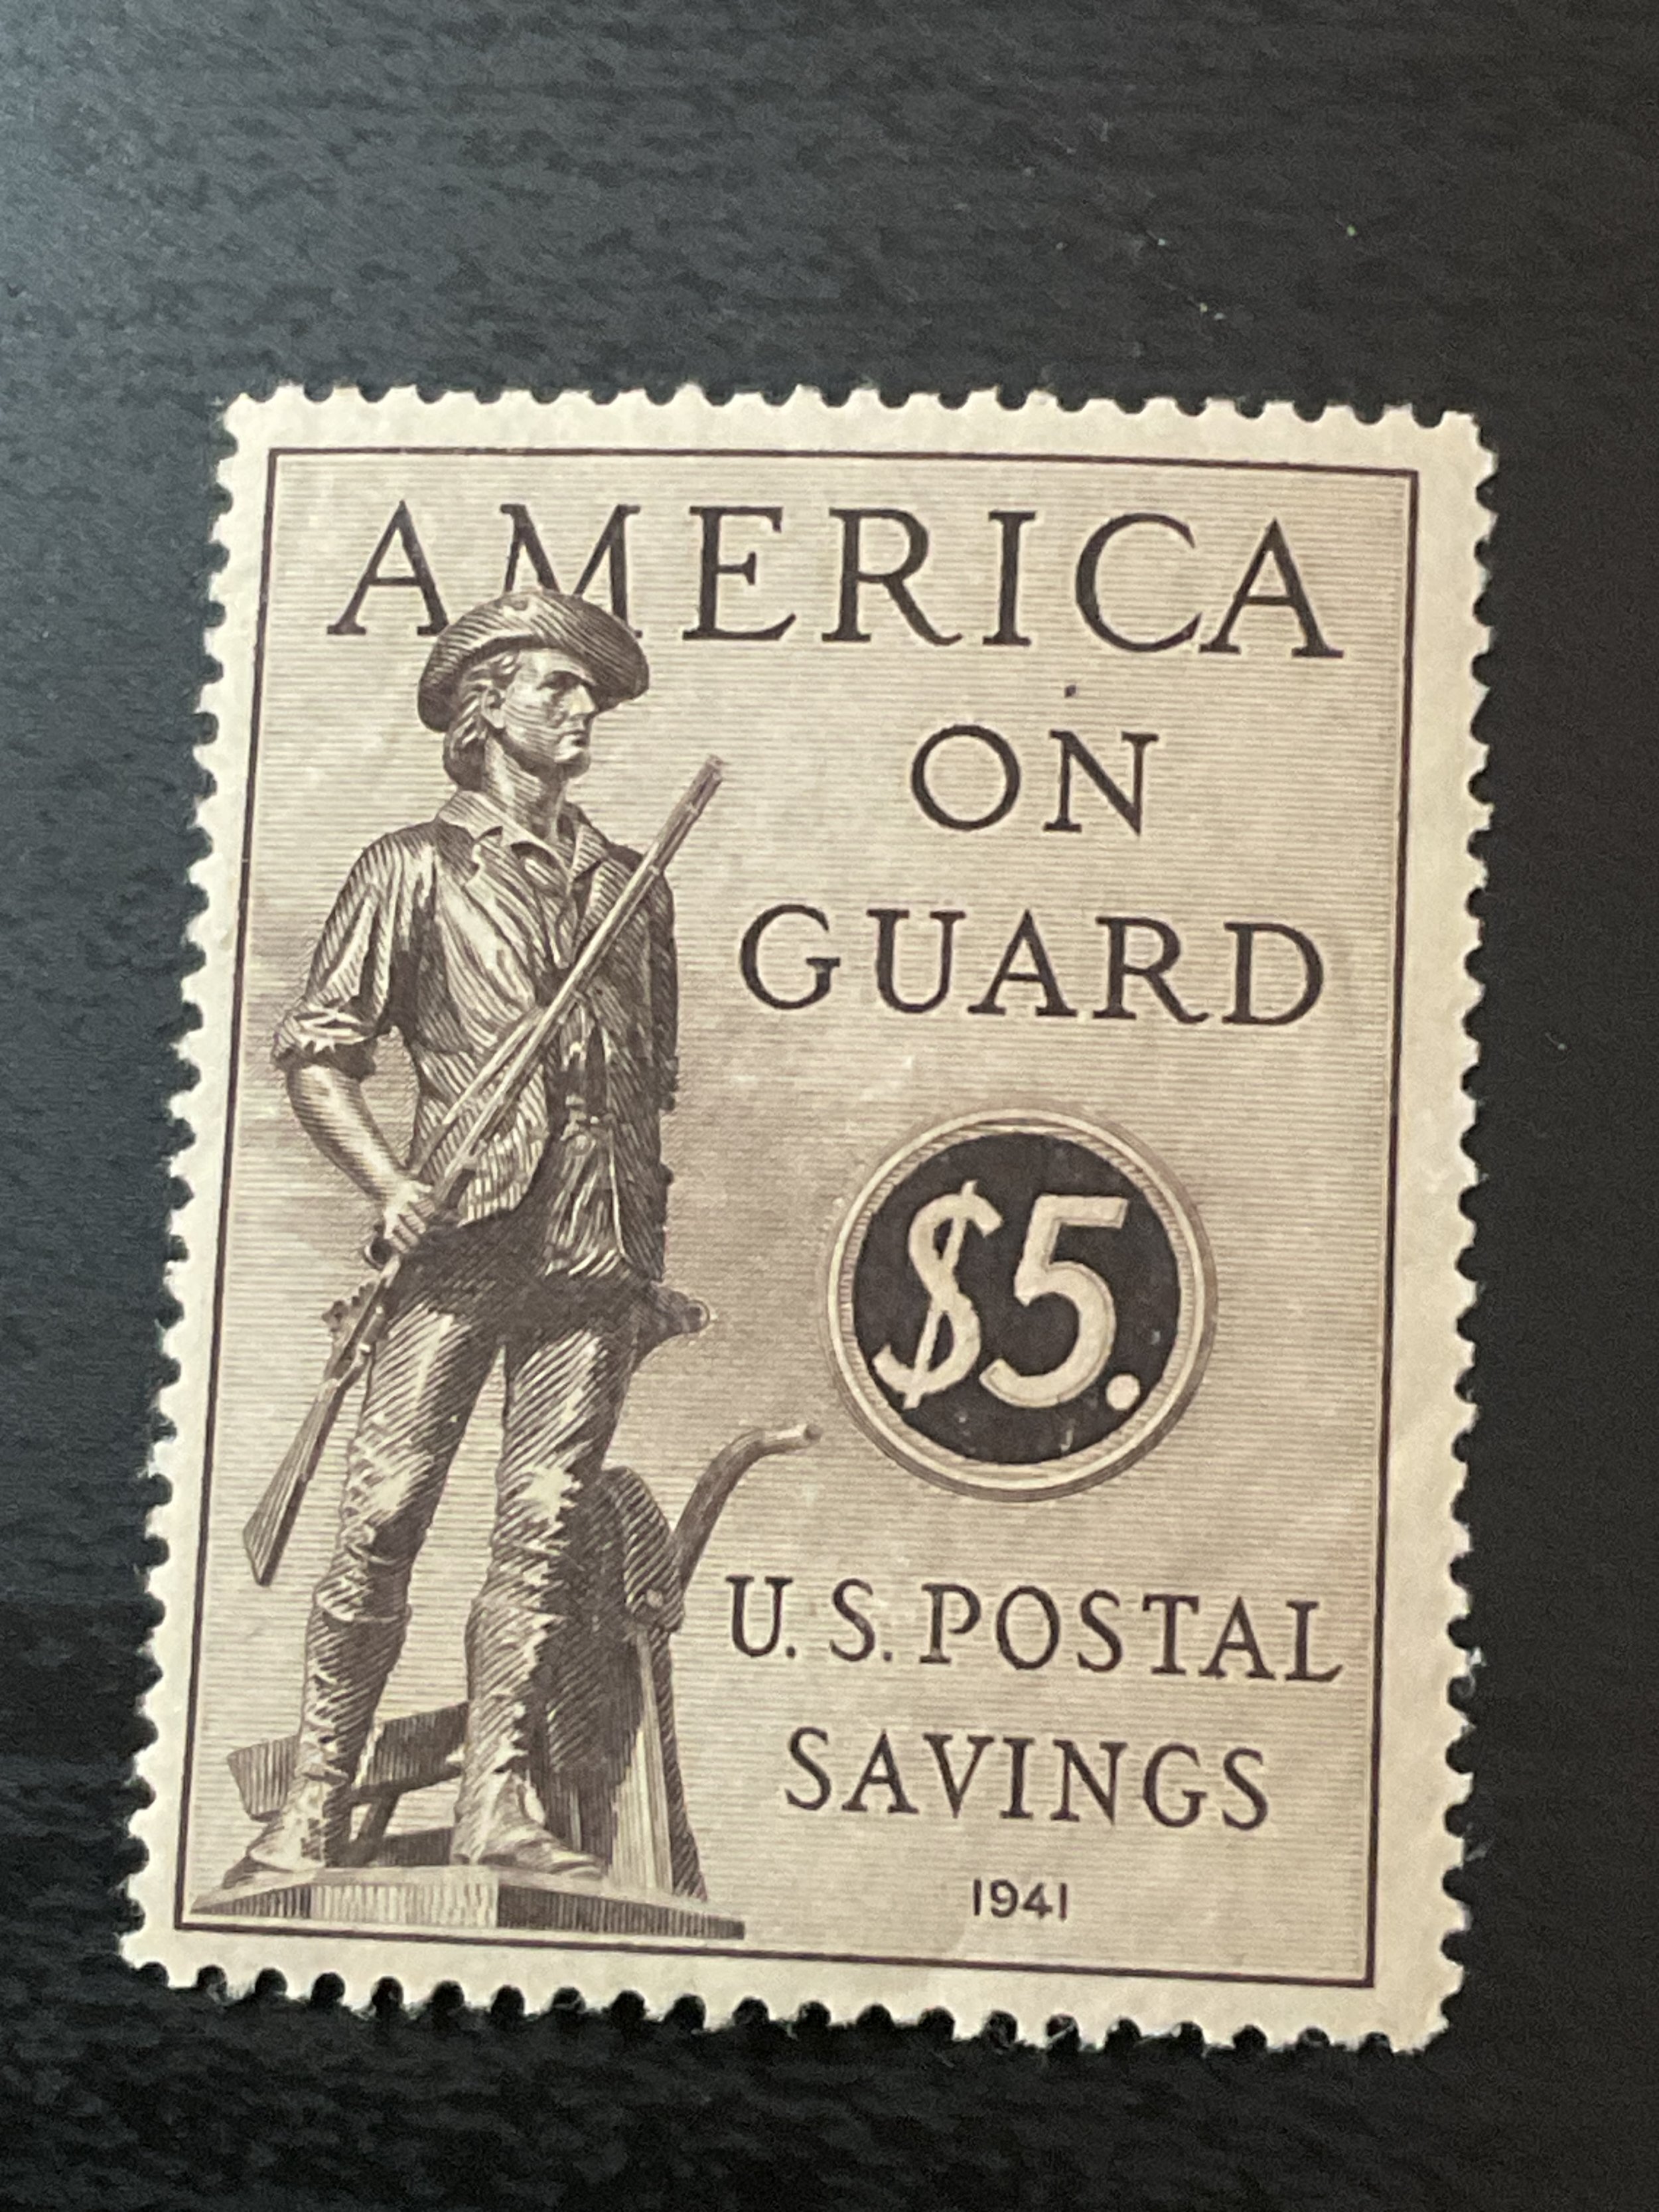 AMERICA
ON
GUARD
$5.
U.S. POSTAL
SAVINGS
1941